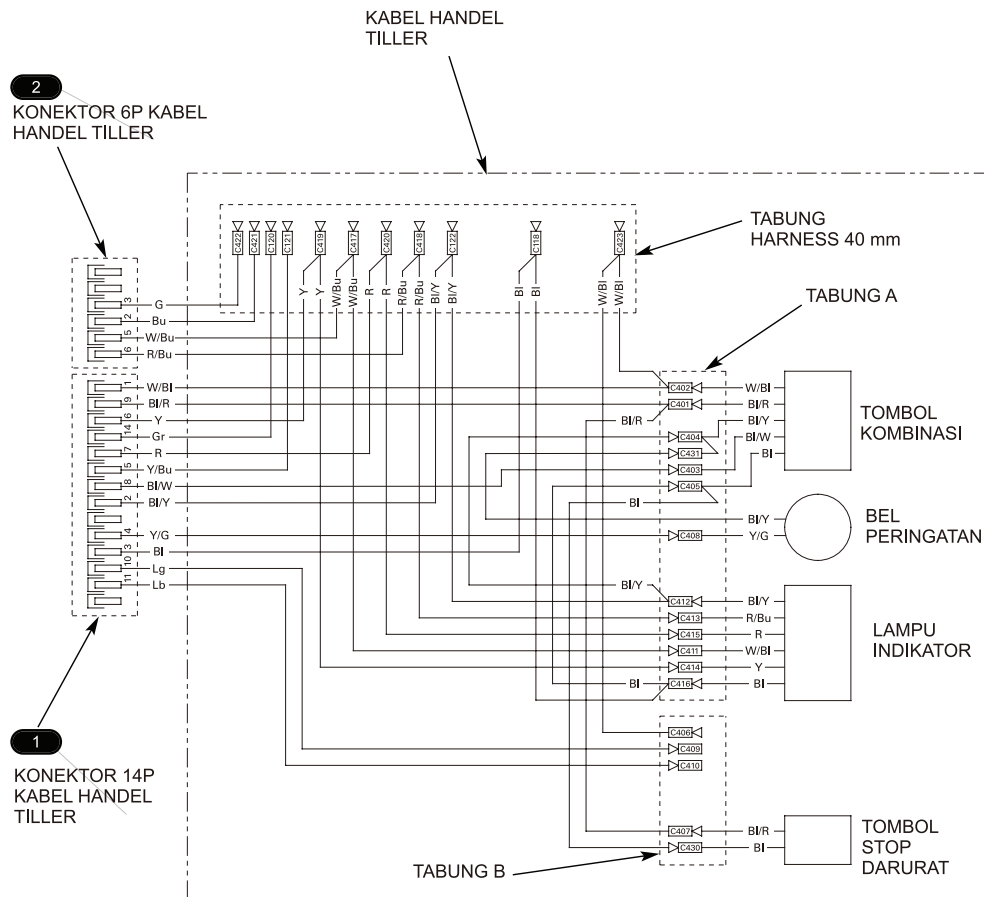 KABEL HANDEL
TILLER
2
KONEKTOR 6P KABEL
HANDEL TILLER
TABUNG
HARNESS 40 mm
TABUNG A
C422
C421
C120
C121
C419
C417
C420
C418
C122
C118
C423
Y
Y
W/Bu
W/Bu
R
R
R/Bu
R/Bu
Bl/Y
Bl/Y
Bl
Bl
W/Bl
W/Bl
3 G
2 Bu
5 W/Bu
6 R/Bu
1 W/Bl
9 Bl/R
6 Y
14 Gr
7 R
5 Y/Bu
8 Bl/W
2 Bl/Y
4 Y/G
3 Bl
10 Lg
11 Lb
C402 W/Bl
Bl/R C401 Bl/R
C404 Bl/Y
C431 Bl/W
C403 Bl
C405
Bl
TOMBOL
KOMBINASI
Bl/Y
C408 Y/G
BEL
PERINGATAN
Bl/Y C412 Bl/Y
C413 R/Bu
C415 R
C411 W/Bl
C414 Y
Bl C416 Bl
LAMPU
INDIKATOR
C406
C409
C410
C407 Bl/R
C430 Bl
TOMBOL
STOP
DARURAT
TABUNG B
1
KONEKTOR 14P
KABEL HANDEL
TILLER